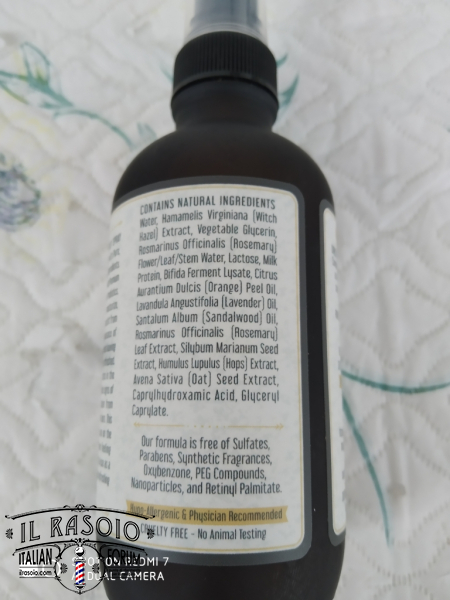 CONTAINS NATURAL INGREDIENTS
Water, Hamamelis Virginiana (Witch
Hazel) Extract, Vegetable Glycerin,
Rosmarinus Officinalis (Rosemary)
Flower/Leaf/Stem Water, Lactose, Milk
Protein, Bifida Ferment Lysate, Citrus
Aurantium Dulcis (Orange) Peel Oil,
Lavandula Angustifolia (Lavender) Oil,
Santalum Album (Sandalwood) Oil,
Rosmarinus Officinalis (Rosemary)
Leaf Extract, Silybum Marianum Seed
Extract, Humulus Lupulus (Hops) Extract,
Avena Sativa (Oat) Seed Extract,
Caprylhydroxamic Acid, Glyceryl
Caprylate.
Our formula is free of Sulfates,
Parabens, Synthetic Fragrances,
Oxybenzone, PEG Compounds,
Nanoparticles, and Retinyl Palmitate.
& Physician Recommended
CRUELTY FREE - No Animal Testing
IL RASOIO
ITALIAN FORUM
ilrasoio.com
ON REDMI 7
DUAL CAMERA